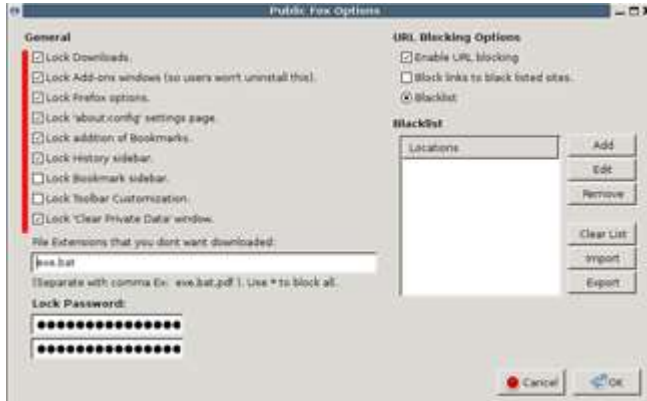 Public Fox Options
General
Lock Downloads.
Lock Add-ons windows (so users won't uninstall this).
Lock Prefox options.
Lock 'about:config' settings page.
Lock addition of Bookmarks.
Lock History sidebar.
Lock Bookmark sidebar.
Lock Toolbar Customization.
Lock 'Clear Private Data' window.
File Extensions that you dont want downloaded:
exe,bat
(Separate with comma Ex: exe,bat,pdf ). Use * to block all.
Lock Password:
URL Blocking Options
Enable URL blocking
Block links to black listed sites.
Blacklist
Blacklist
Locations
Add
Edit
Remove
Clear List
Import
Export
Cancel
OK